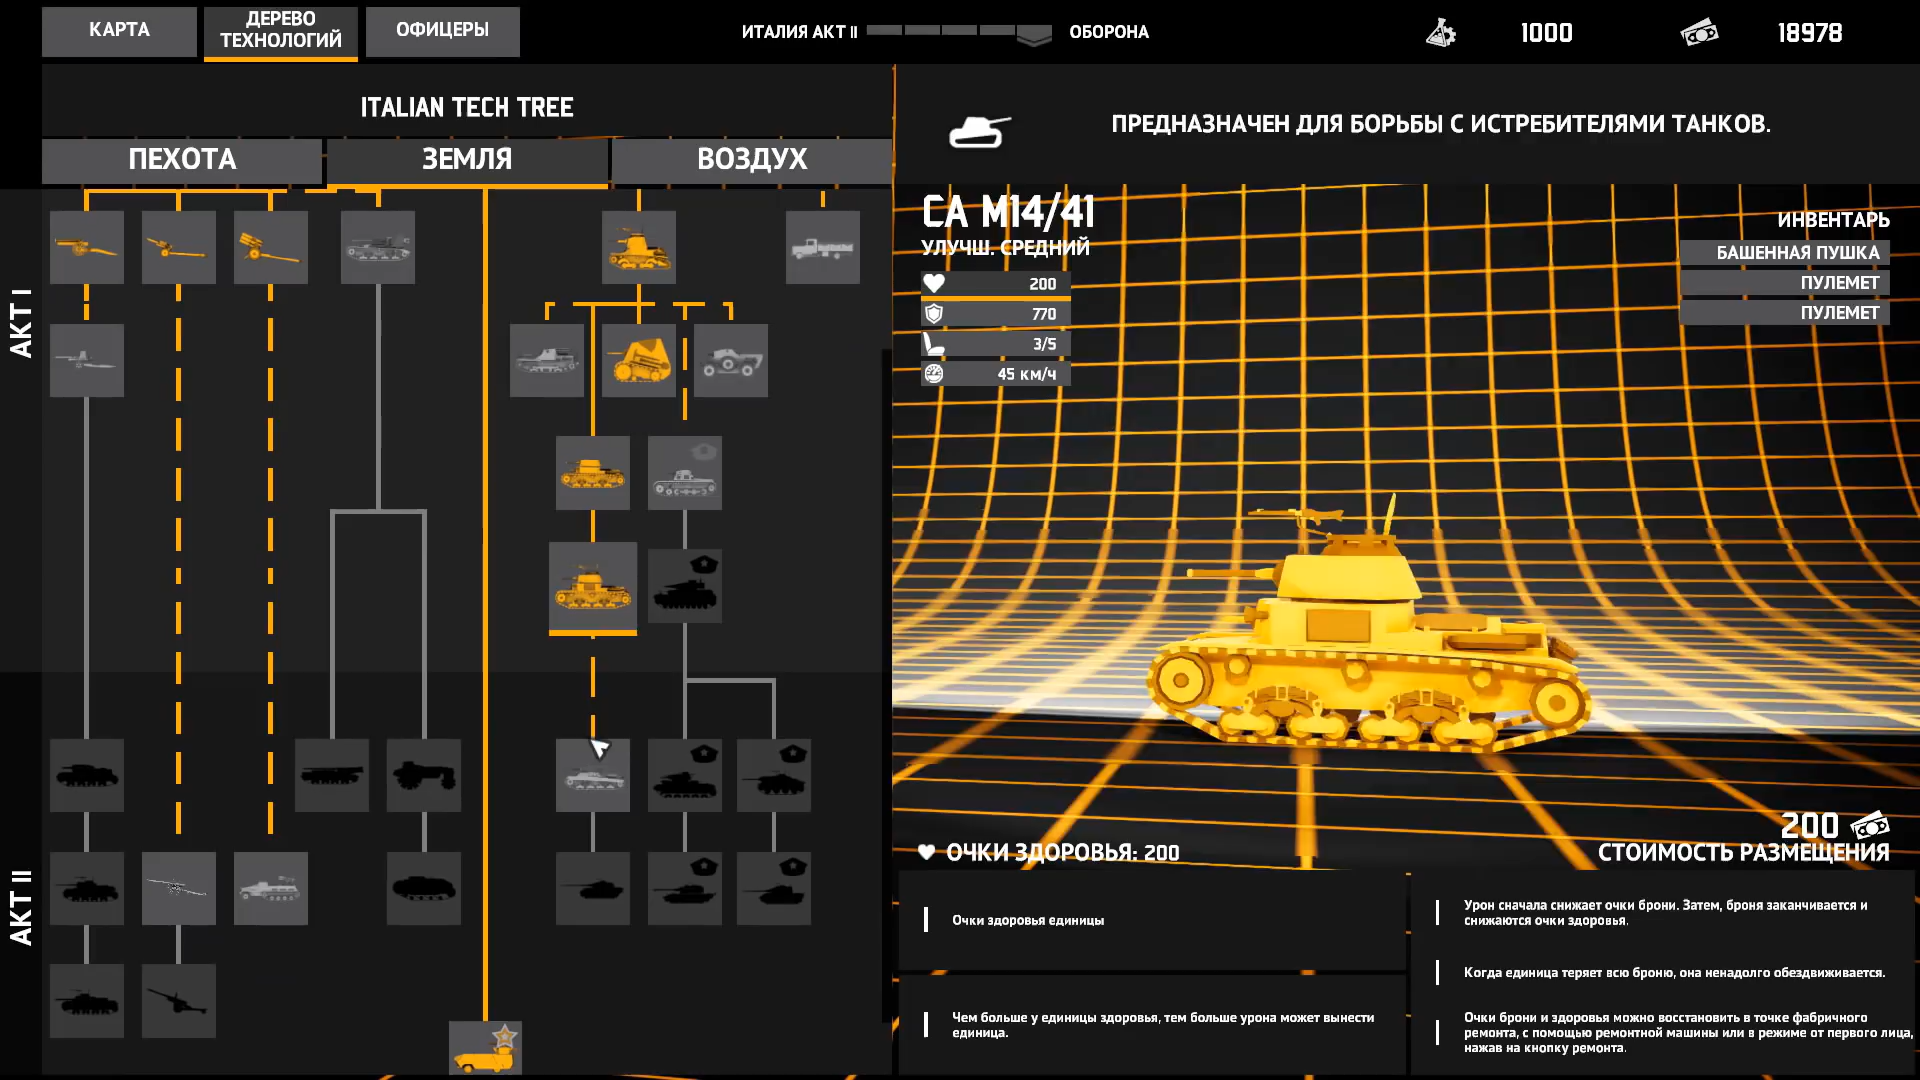 КАРТА
ДЕРЕВО
ТЕХНОЛОГИЙ
ОФИЦЕРЫ
ИТАЛИЯ АКТ II
ОБОРОНА
1000
18978
ITALIAN TECH TREE
ПЕХОТА
ЗЕМЛЯ
ВОЗДУХ
АКТ I
АКТ II
ПРЕДНАЗНАЧЕН ДЛЯ БОРЬБЫ С ИСТРЕБИТЕЛЯМИ ТАНКОВ.
СА М14/41
УЛУЧШ. СРЕДНИЙ
200
770
3/5
45 км/ч
ИНВЕНТАРЬ
БАШЕННАЯ ПУШКА
ПУЛЕМЕТ
ПУЛЕМЕТ
200
СТОИМОСТЬ РАЗМЕЩЕНИЯ
ОЧКИ ЗДОРОВЬЯ: 200
Очки здоровья единицы
Чем больше у единицы здоровья, тем больше урона может вынести
единица.
Урон сначала снижает очки брони. Затем, броня заканчивается и
снижаются очки здоровья.
Когда единица теряет всю броню, она ненадолго обездвиживается.
Очки брони и здоровья можно восстановить в точке фабричного
ремонта, с помощью ремонтной машины или в режиме от первого лица,
нажав на кнопку ремонта.